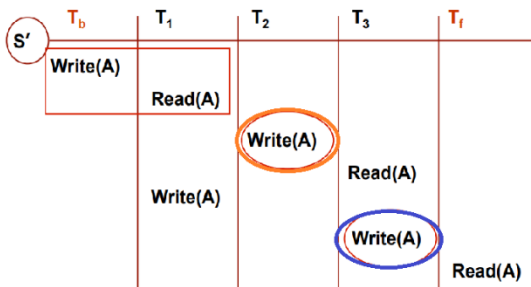 S' T_b T_1 T_2 T_3 T_f
Write(A)
Read(A)
Write(A)
Read(A)
Write(A)
Write(A)
Read(A)